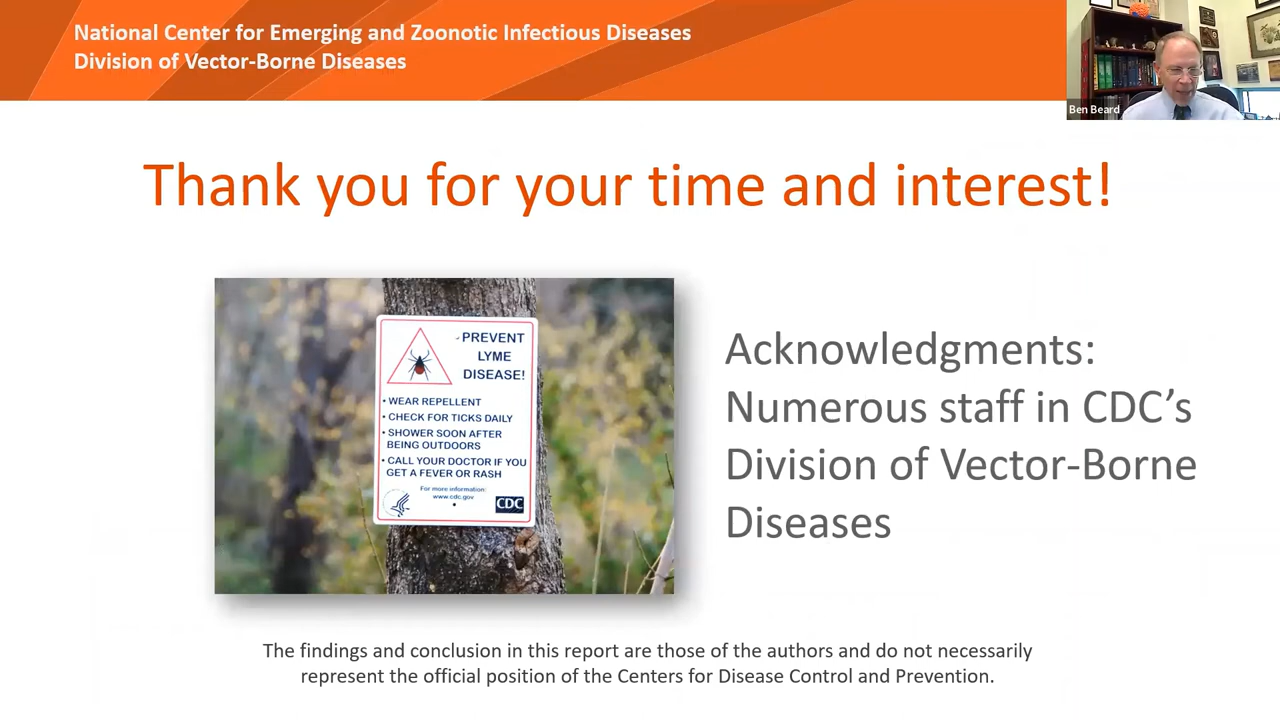 National Center for Emerging and Zoonotic Infectious Diseases
Division of Vector-Borne Diseases
Ben Beard
Thank you for your time and interest!
PREVENT
LYME
DISEASE!
• WEAR REPELLENT
• CHECK FOR TICKS DAILY
• SHOWER SOON AFTER
BEING OUTDOORS
• CALL YOUR DOCTOR IF YOU
GET A FEVER OR RASH
For more information:
www.cdc.gov
CDC
Acknowledgments:
Numerous staff in CDC’s
Division of Vector-Borne
Diseases
The findings and conclusion in this report are those of the authors and do not necessarily
represent the official position of the Centers for Disease Control and Prevention.